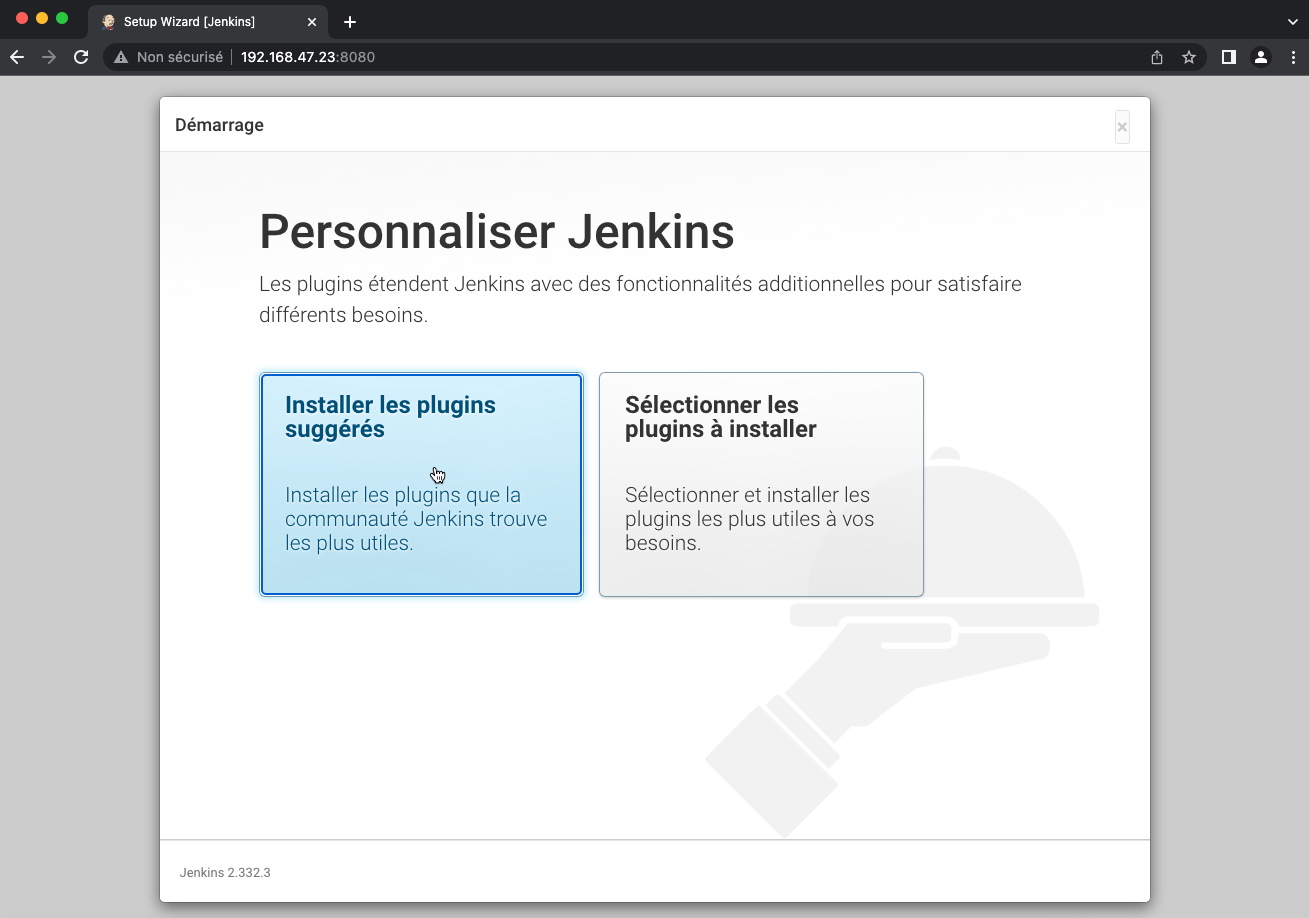 Setup Wizard [Jenkins]
Non sécurisé 192.168.47.23:8080
Démarrage
Personnaliser Jenkins
Les plugins étendent Jenkins avec des fonctionnalités additionnelles pour satisfaire
différents besoins.
Installer les plugins
suggérés
Installer les plugins que la
communauté Jenkins trouve
les plus utiles.
Sélectionner les
plugins à installer
Sélectionner et installer les
plugins les plus utiles à vos
besoins.
Jenkins 2.332.3